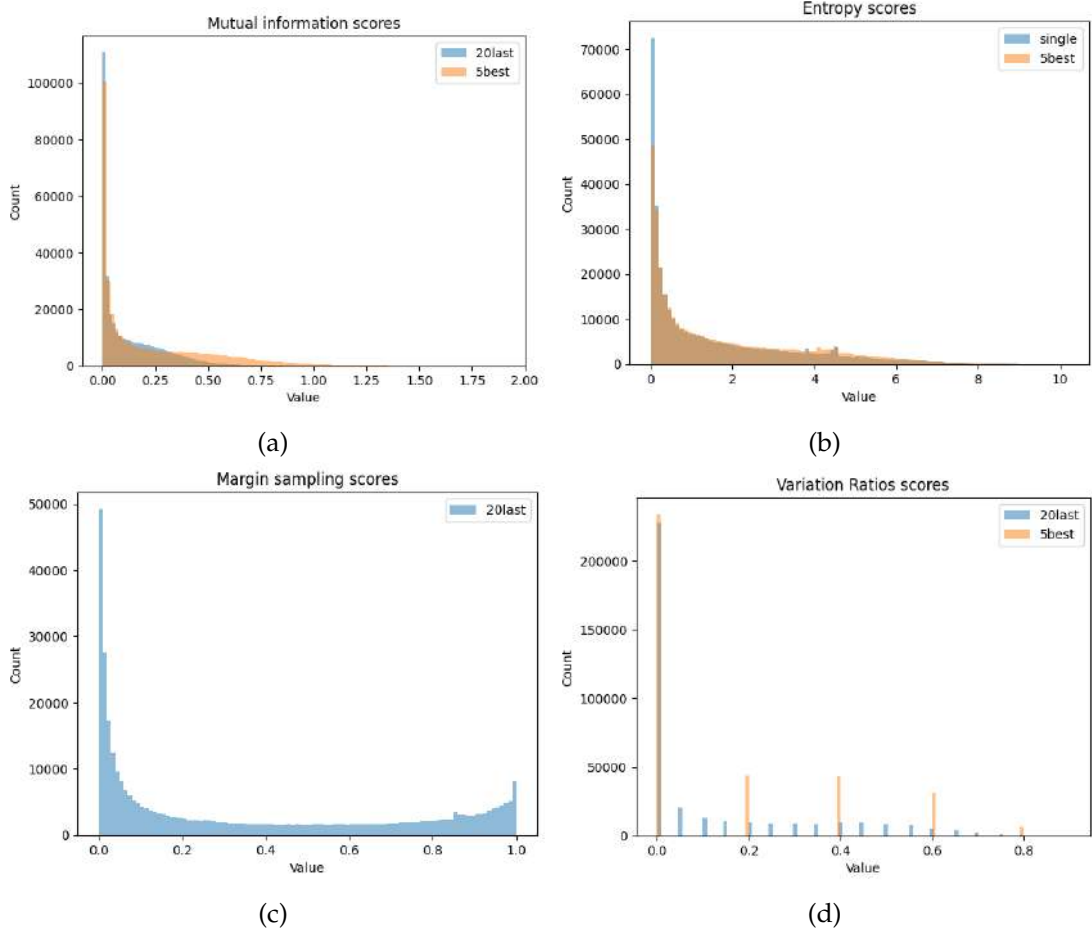 Mutual information scores
20last
5best
100000
80000
60000
40000
20000
0
Count
0.00 0.25 0.50 0.75 1.00 1.25 1.50 1.75 2.00
Value
(a)
Entropy scores
single
5best
70000
60000
50000
40000
30000
20000
10000
0
Count
0 2 4 6 8 10
Value
(b)
Margin sampling scores
20last
50000
40000
30000
20000
10000
0
Count
0.0 0.2 0.4 0.6 0.8 1.0
Value
(c)
Variation Ratios scores
20last
5best
200000
150000
100000
50000
0
Count
0.0 0.2 0.4 0.6 0.8
Value
(d)